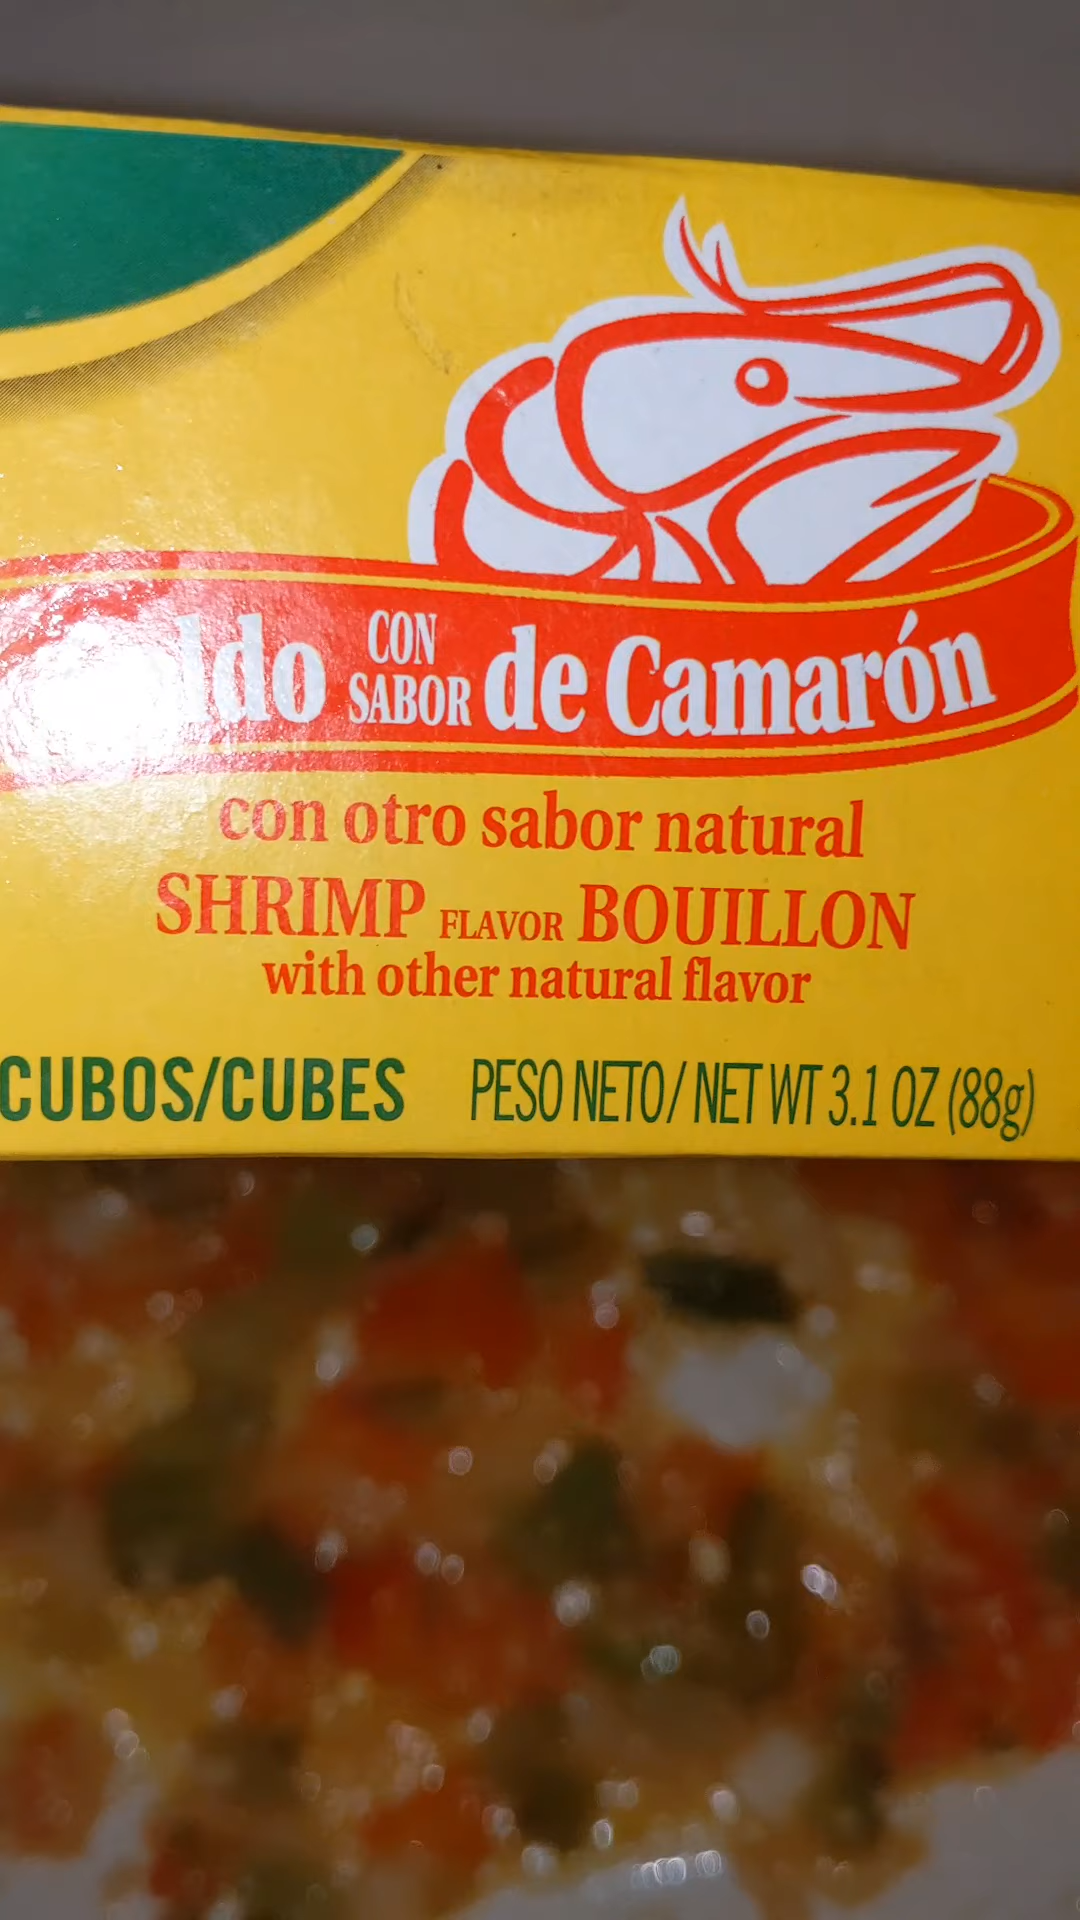 CON
SABOR
de Camarón
con otro sabor natural
SHRIMP FLAVOR BOUILLON
with other natural flavor
CUBOS/CUBES PESO NETO/ NET WT 3.1 OZ (88g)